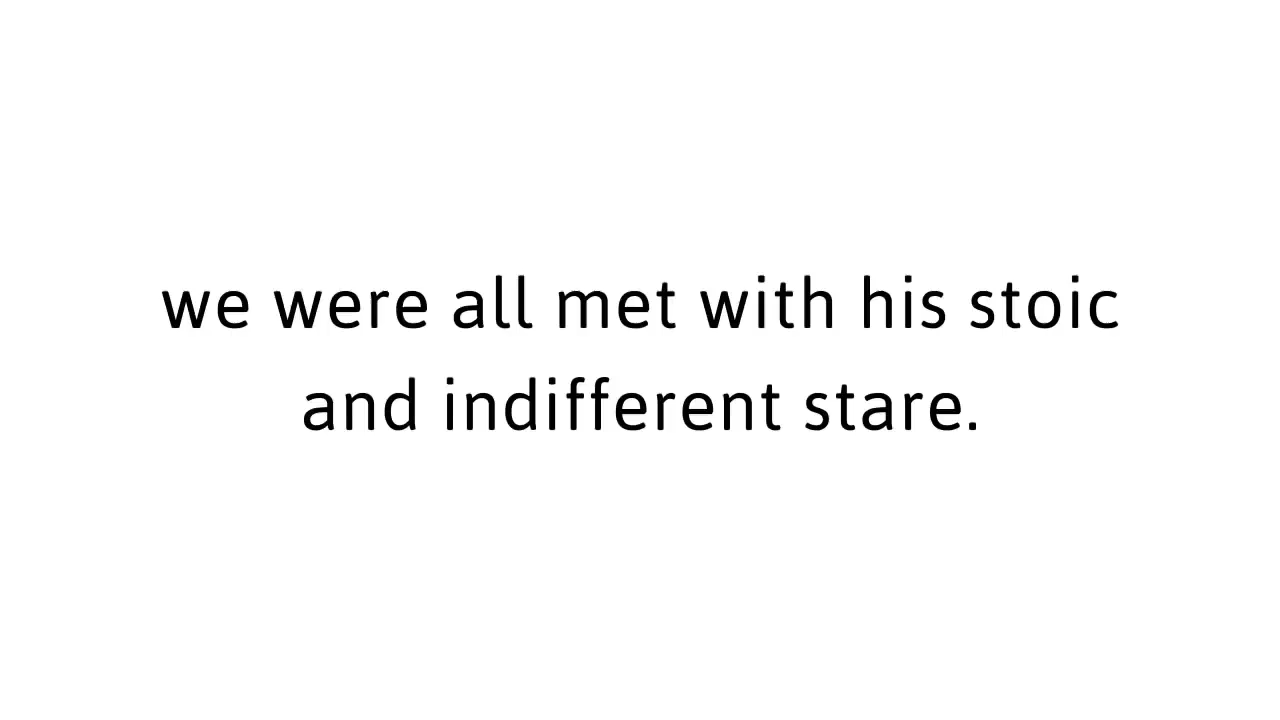 we were all met with his stoic
and indifferent stare.